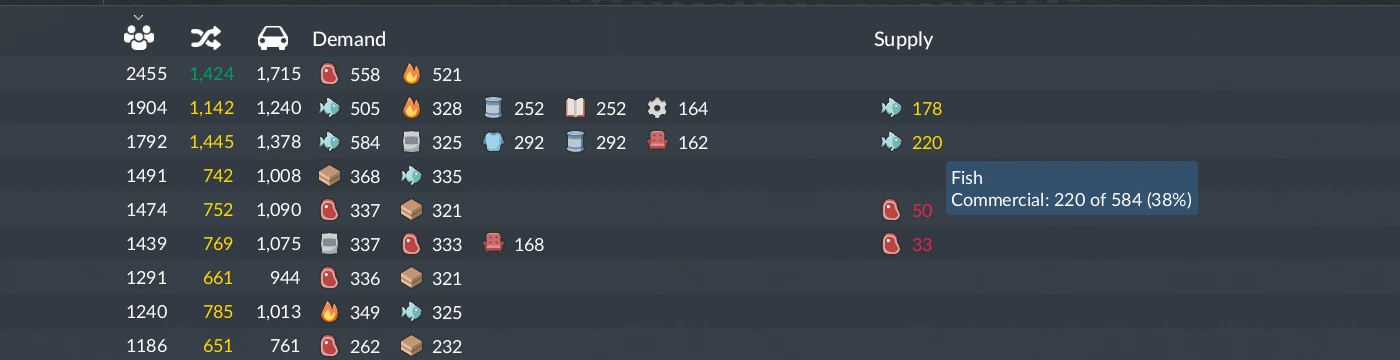 Demand Supply
2455 1,424 1,715 558 521
1904 1,142 1,240 505 328 252 252 164 178
1792 1,445 1,378 584 325 292 292 162 220
1491 742 1,008 368 335
Fish
Commercial: 220 of 584 (38%)
1474 752 1,090 337 321 50
1439 769 1,075 337 333 168 33
1291 661 944 336 321
1240 785 1,013 349 325
1186 651 761 262 232